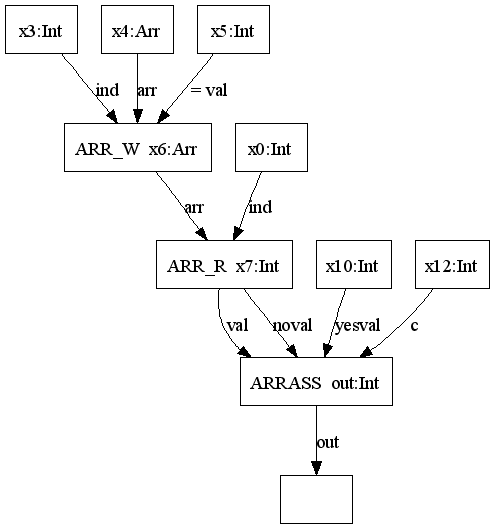 x3:Int x4:Arr x5:Int
ind arr = val
ARR_W x6:Arr x0:Int
arr ind
ARR_R x7:Int x10:Int x12:Int
val noval yesval c
ARRASS out:Int
out